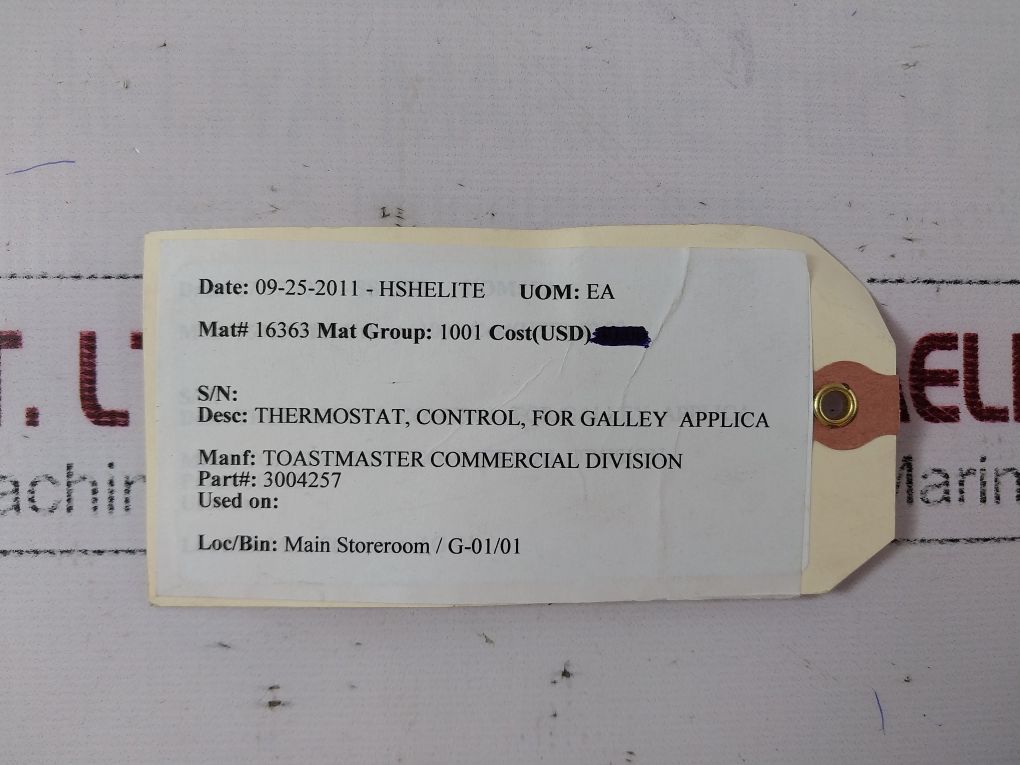 Date: 09-25-2011 - HSHELITE UOM: EA
Mat# 16363 Mat Group: 1001 Cost(USD)
S/N:
Desc: THERMOSTAT, CONTROL, FOR GALLEY APPLICA
Manf: TOASTMASTER COMMERCIAL DIVISION
Part#: 3004257
Used on:
Loc/Bin: Main Storeroom / G-01/01